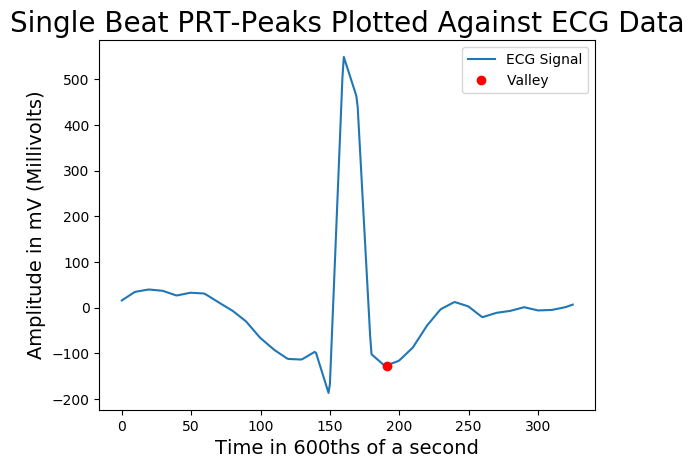 Single Beat PRT-Peaks Plotted Against ECG Data
ECG Signal
Valley
Amplitude in mV (Millivolts)
500
400
300
200
100
0
−100
−200
0 50 100 150 200 250 300
Time in 600ths of a second